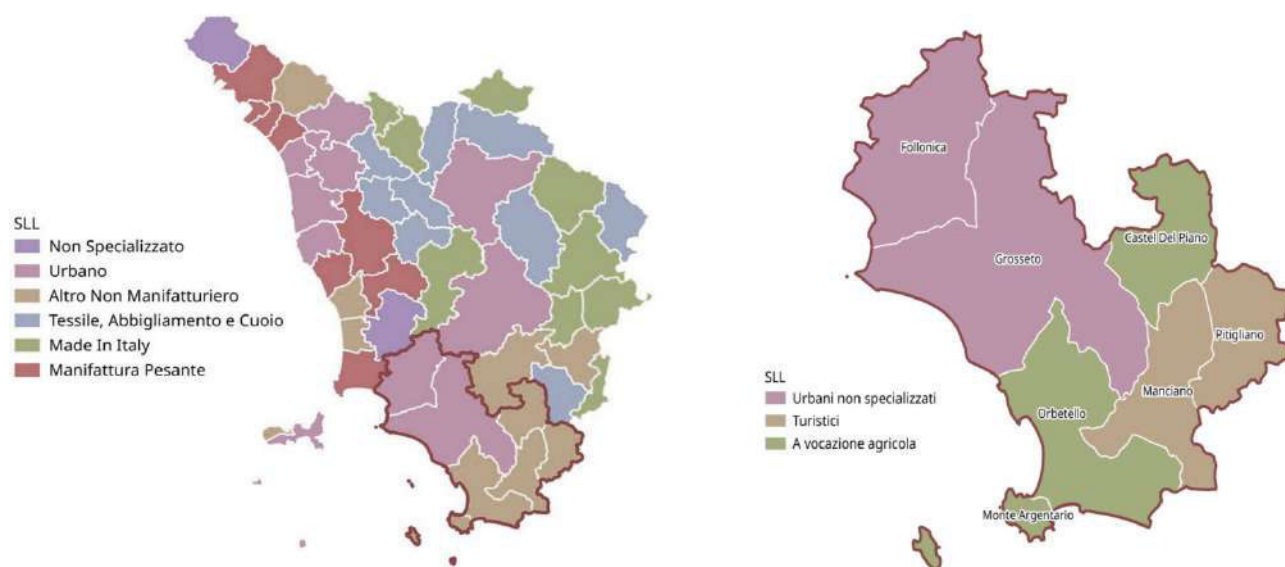 SLL
Non Specializzato
Urbano
Altro Non Manifatturiero
Tessile, Abbigliamento e Cuoio
Made In Italy
Manifattura Pesante
Follonica
Castel Del Piano
Grosseto
Pitigliano
Manciano
Orbetello
Monte Argentario
SLL
Urbani non specializzati
Turistici
A vocazione agricola